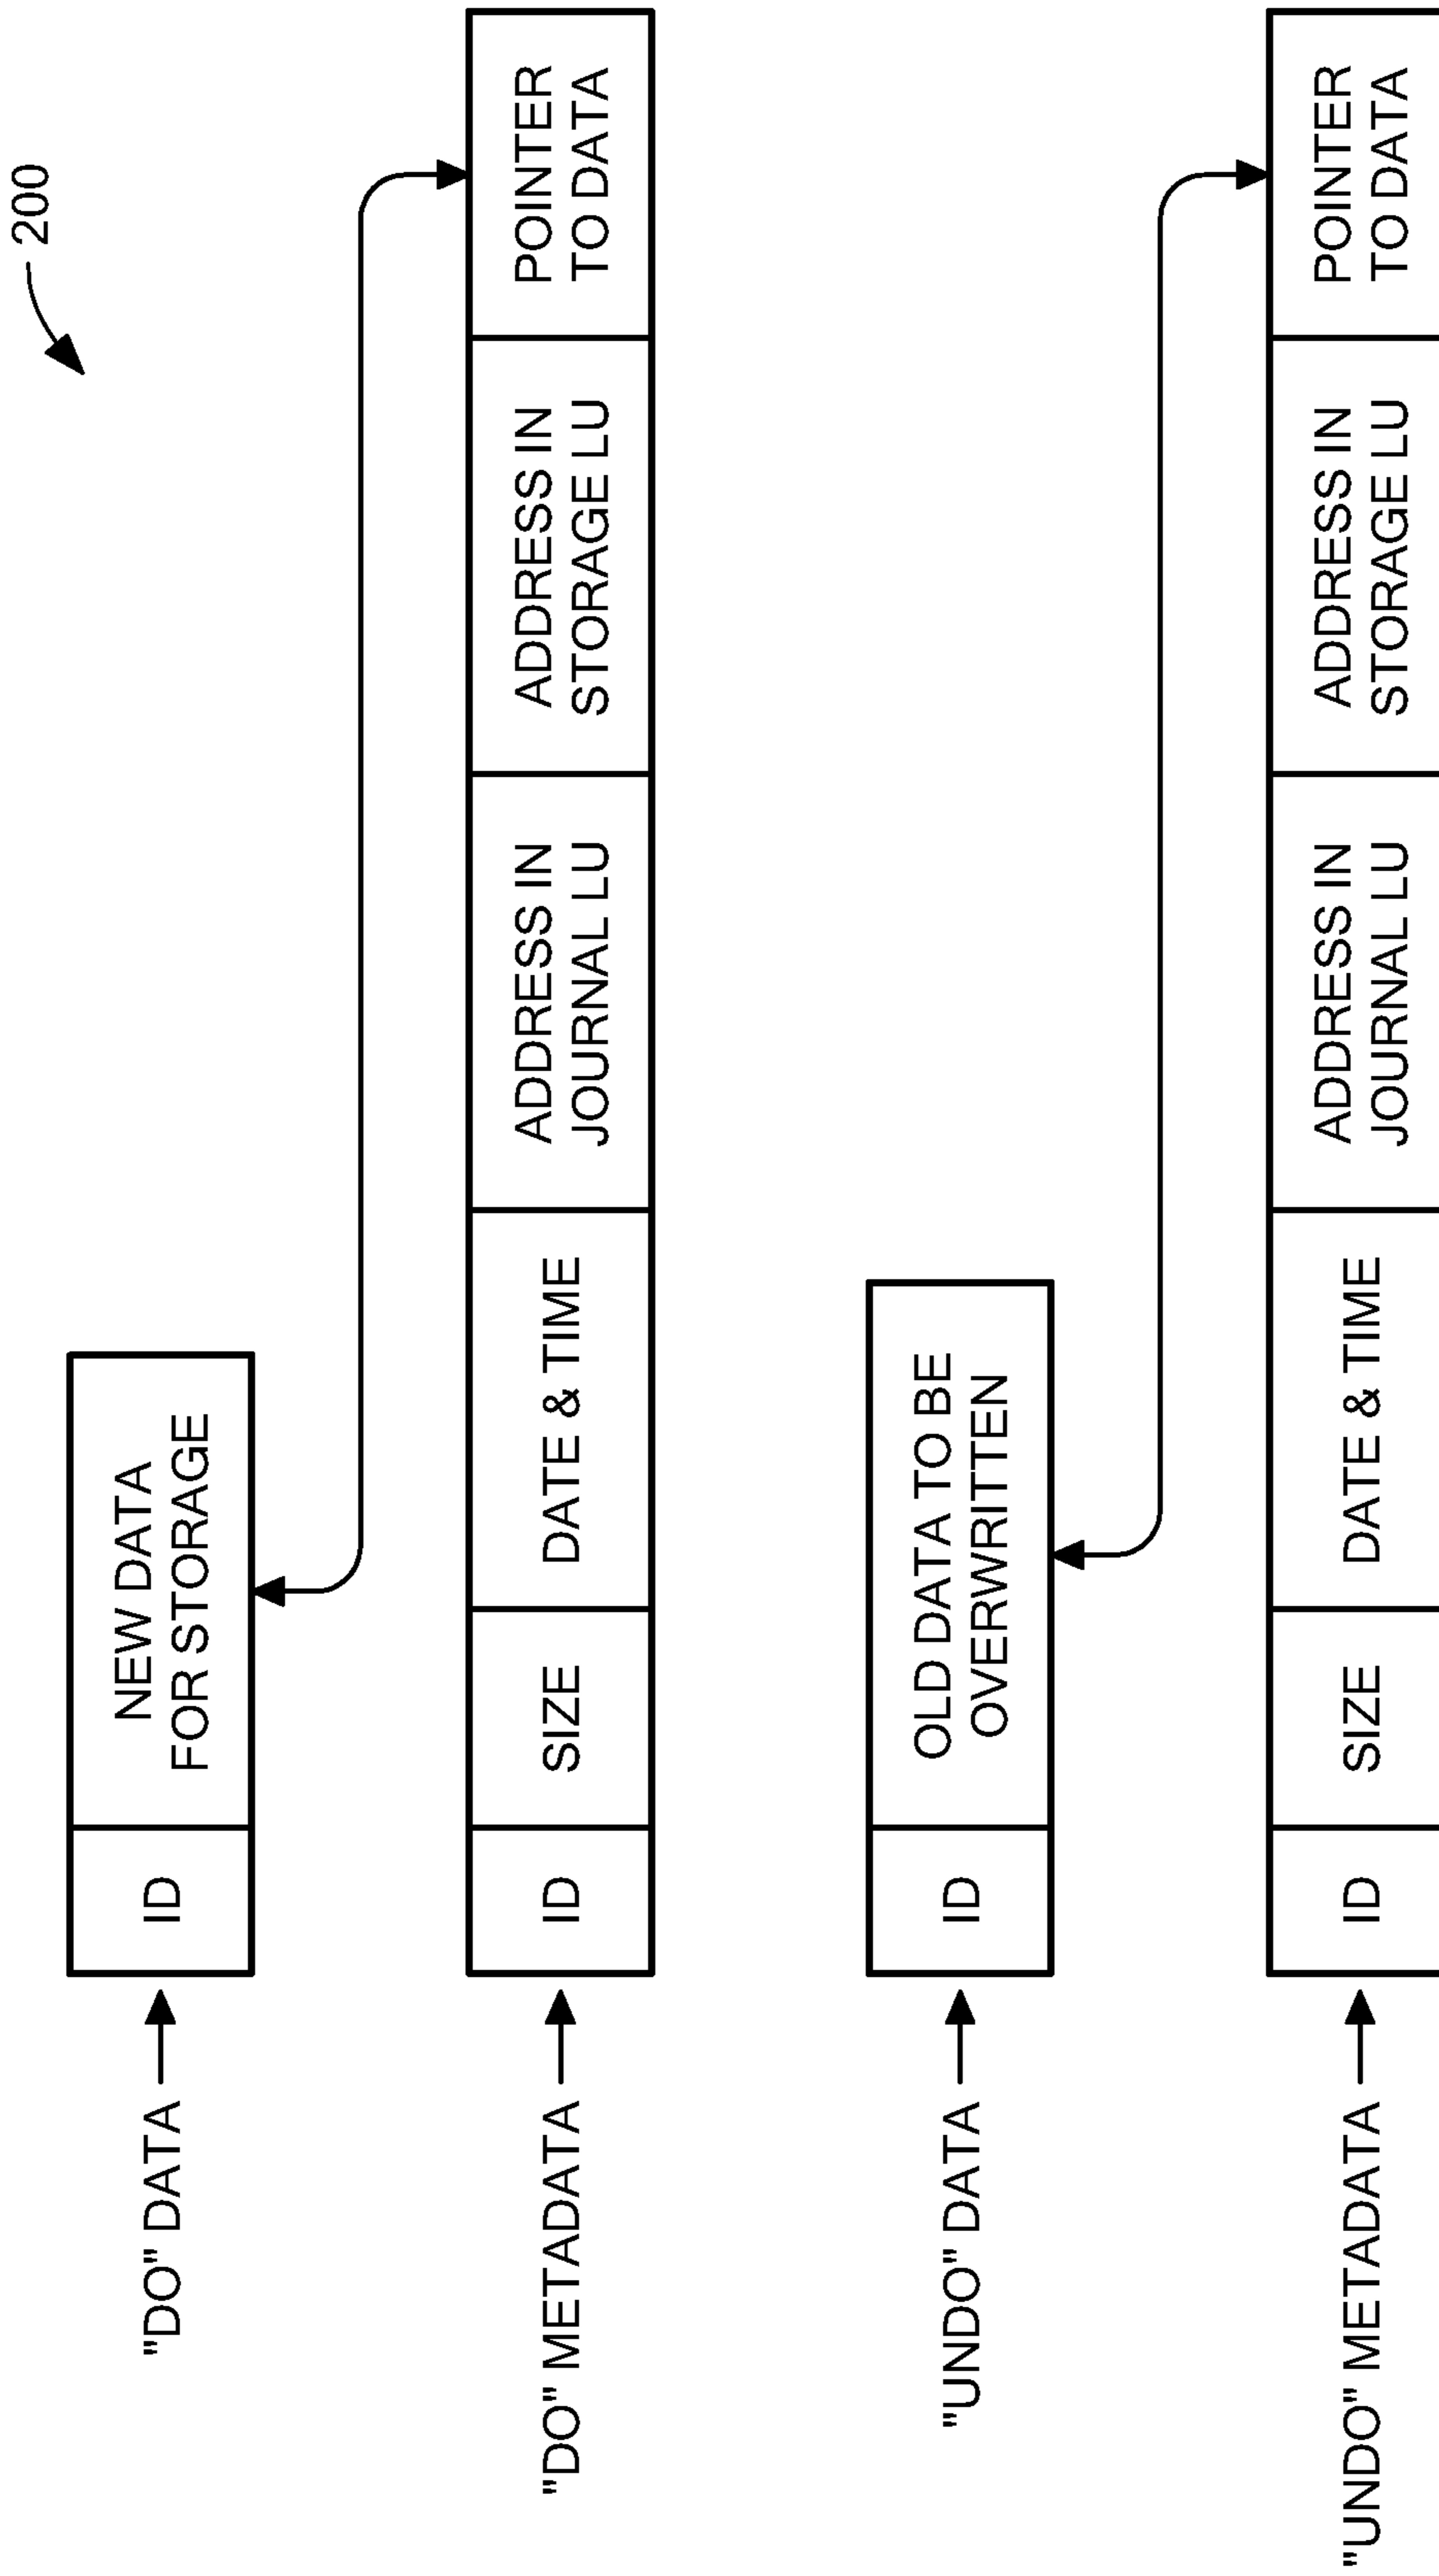 200
"DO" DATA
ID
NEW DATA
FOR STORAGE
"DO" METADATA
ID
SIZE
DATE & TIME
ADDRESS IN
JOURNAL LU
ADDRESS IN
STORAGE LU
POINTER
TO DATA
"UNDO" DATA
ID
OLD DATA TO BE
OVERWRITTEN
"UNDO" METADATA
ID
SIZE
DATE & TIME
ADDRESS IN
JOURNAL LU
ADDRESS IN
STORAGE LU
POINTER
TO DATA